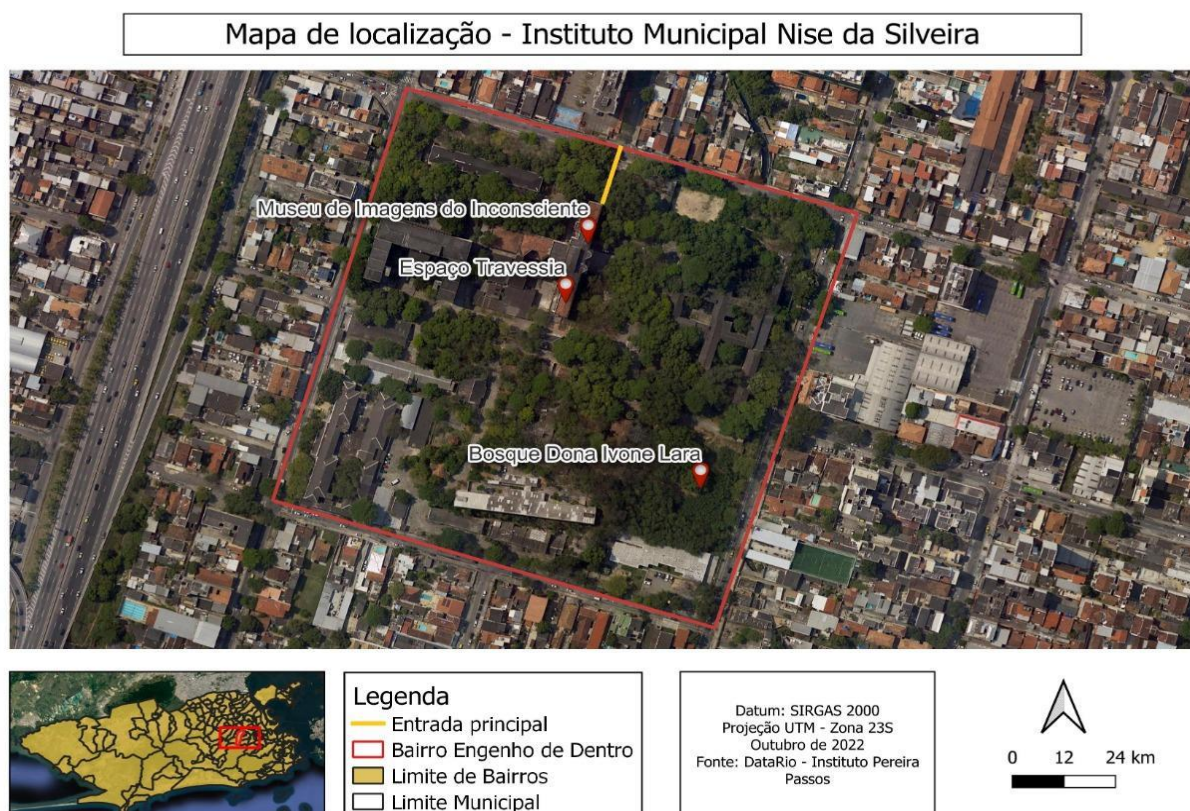 Mapa de localização - Instituto Municipal Nise da Silveira
Museu de Imagens do Inconsciente
Espaço Travessia
Bosque Dona Ivone Lara
Legenda
Entrada principal
Bairro Engenho de Dentro
Limite de Bairros
Limite Municipal
Datum: SIRGAS 2000
Projeção UTM - Zona 23S
Outubro de 2022
Fonte: DataRio - Instituto Pereira
Passos
0 12 24 km